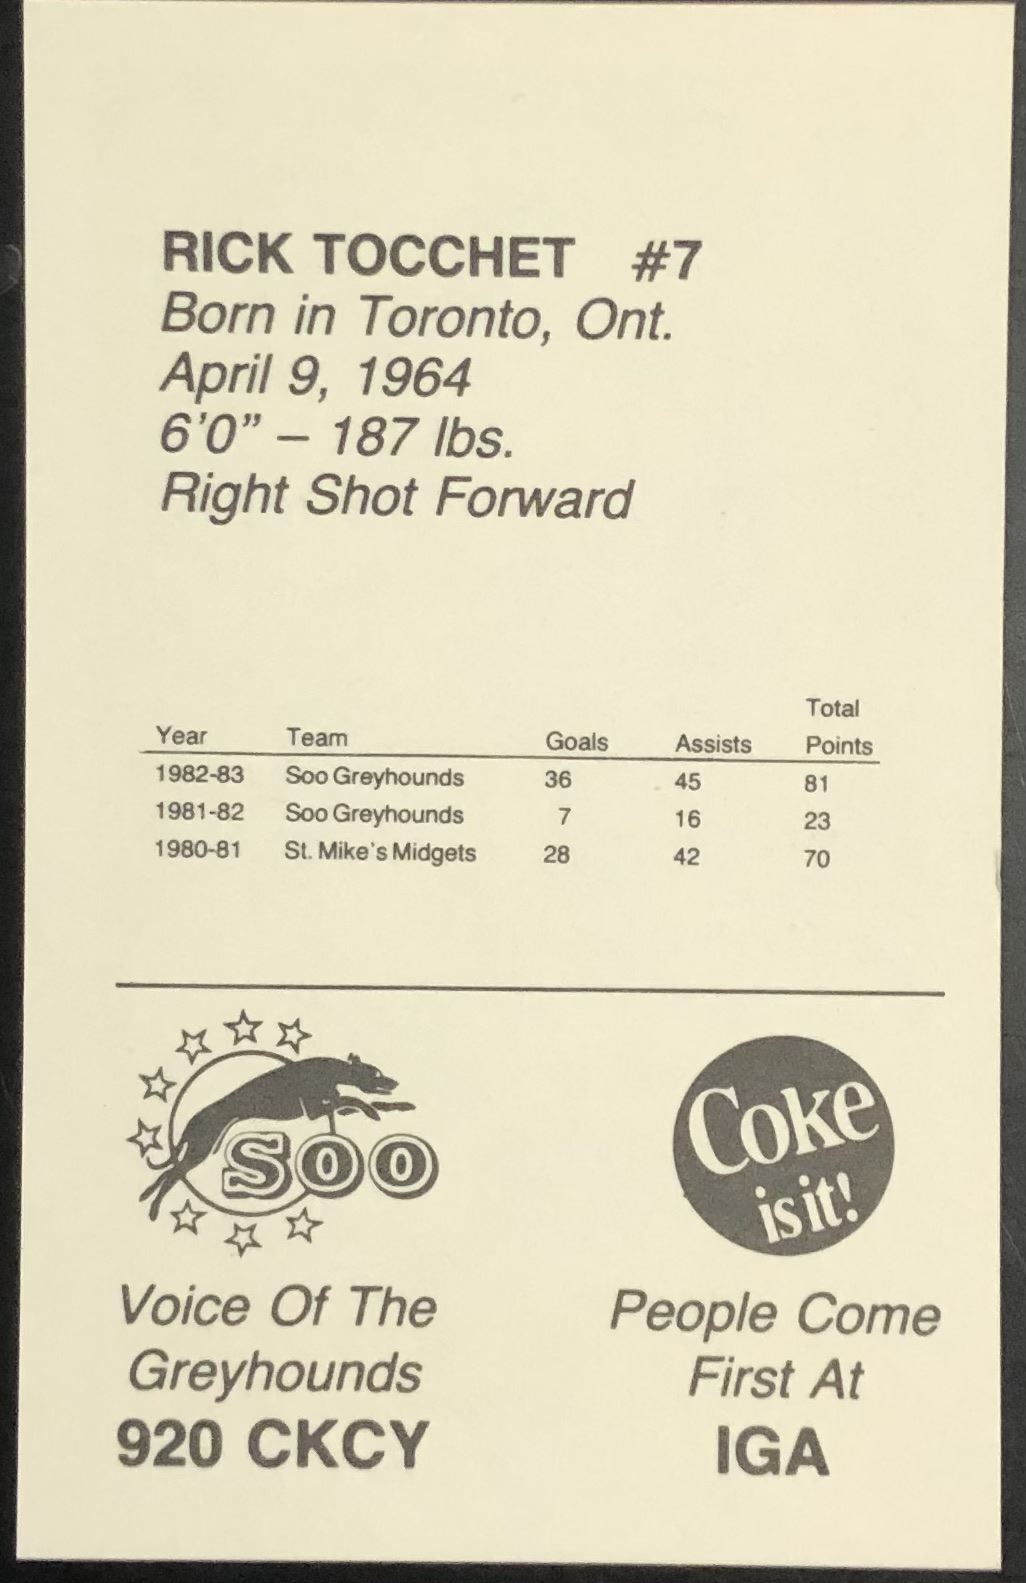 RICK TOCCHET #7
Born in Toronto, Ont.
April 9, 1964
6'0” – 187 lbs.
Right Shot Forward
Year Team Goals Assists Total Points
1982-83 Soo Greyhounds 36 45 81
1981-82 Soo Greyhounds 7 16 23
1980-81 St. Mike's Midgets 28 42 70
Soo
Voice Of The
Greyhounds
920 CKCY
Coke
is it!
People Come
First At
IGA